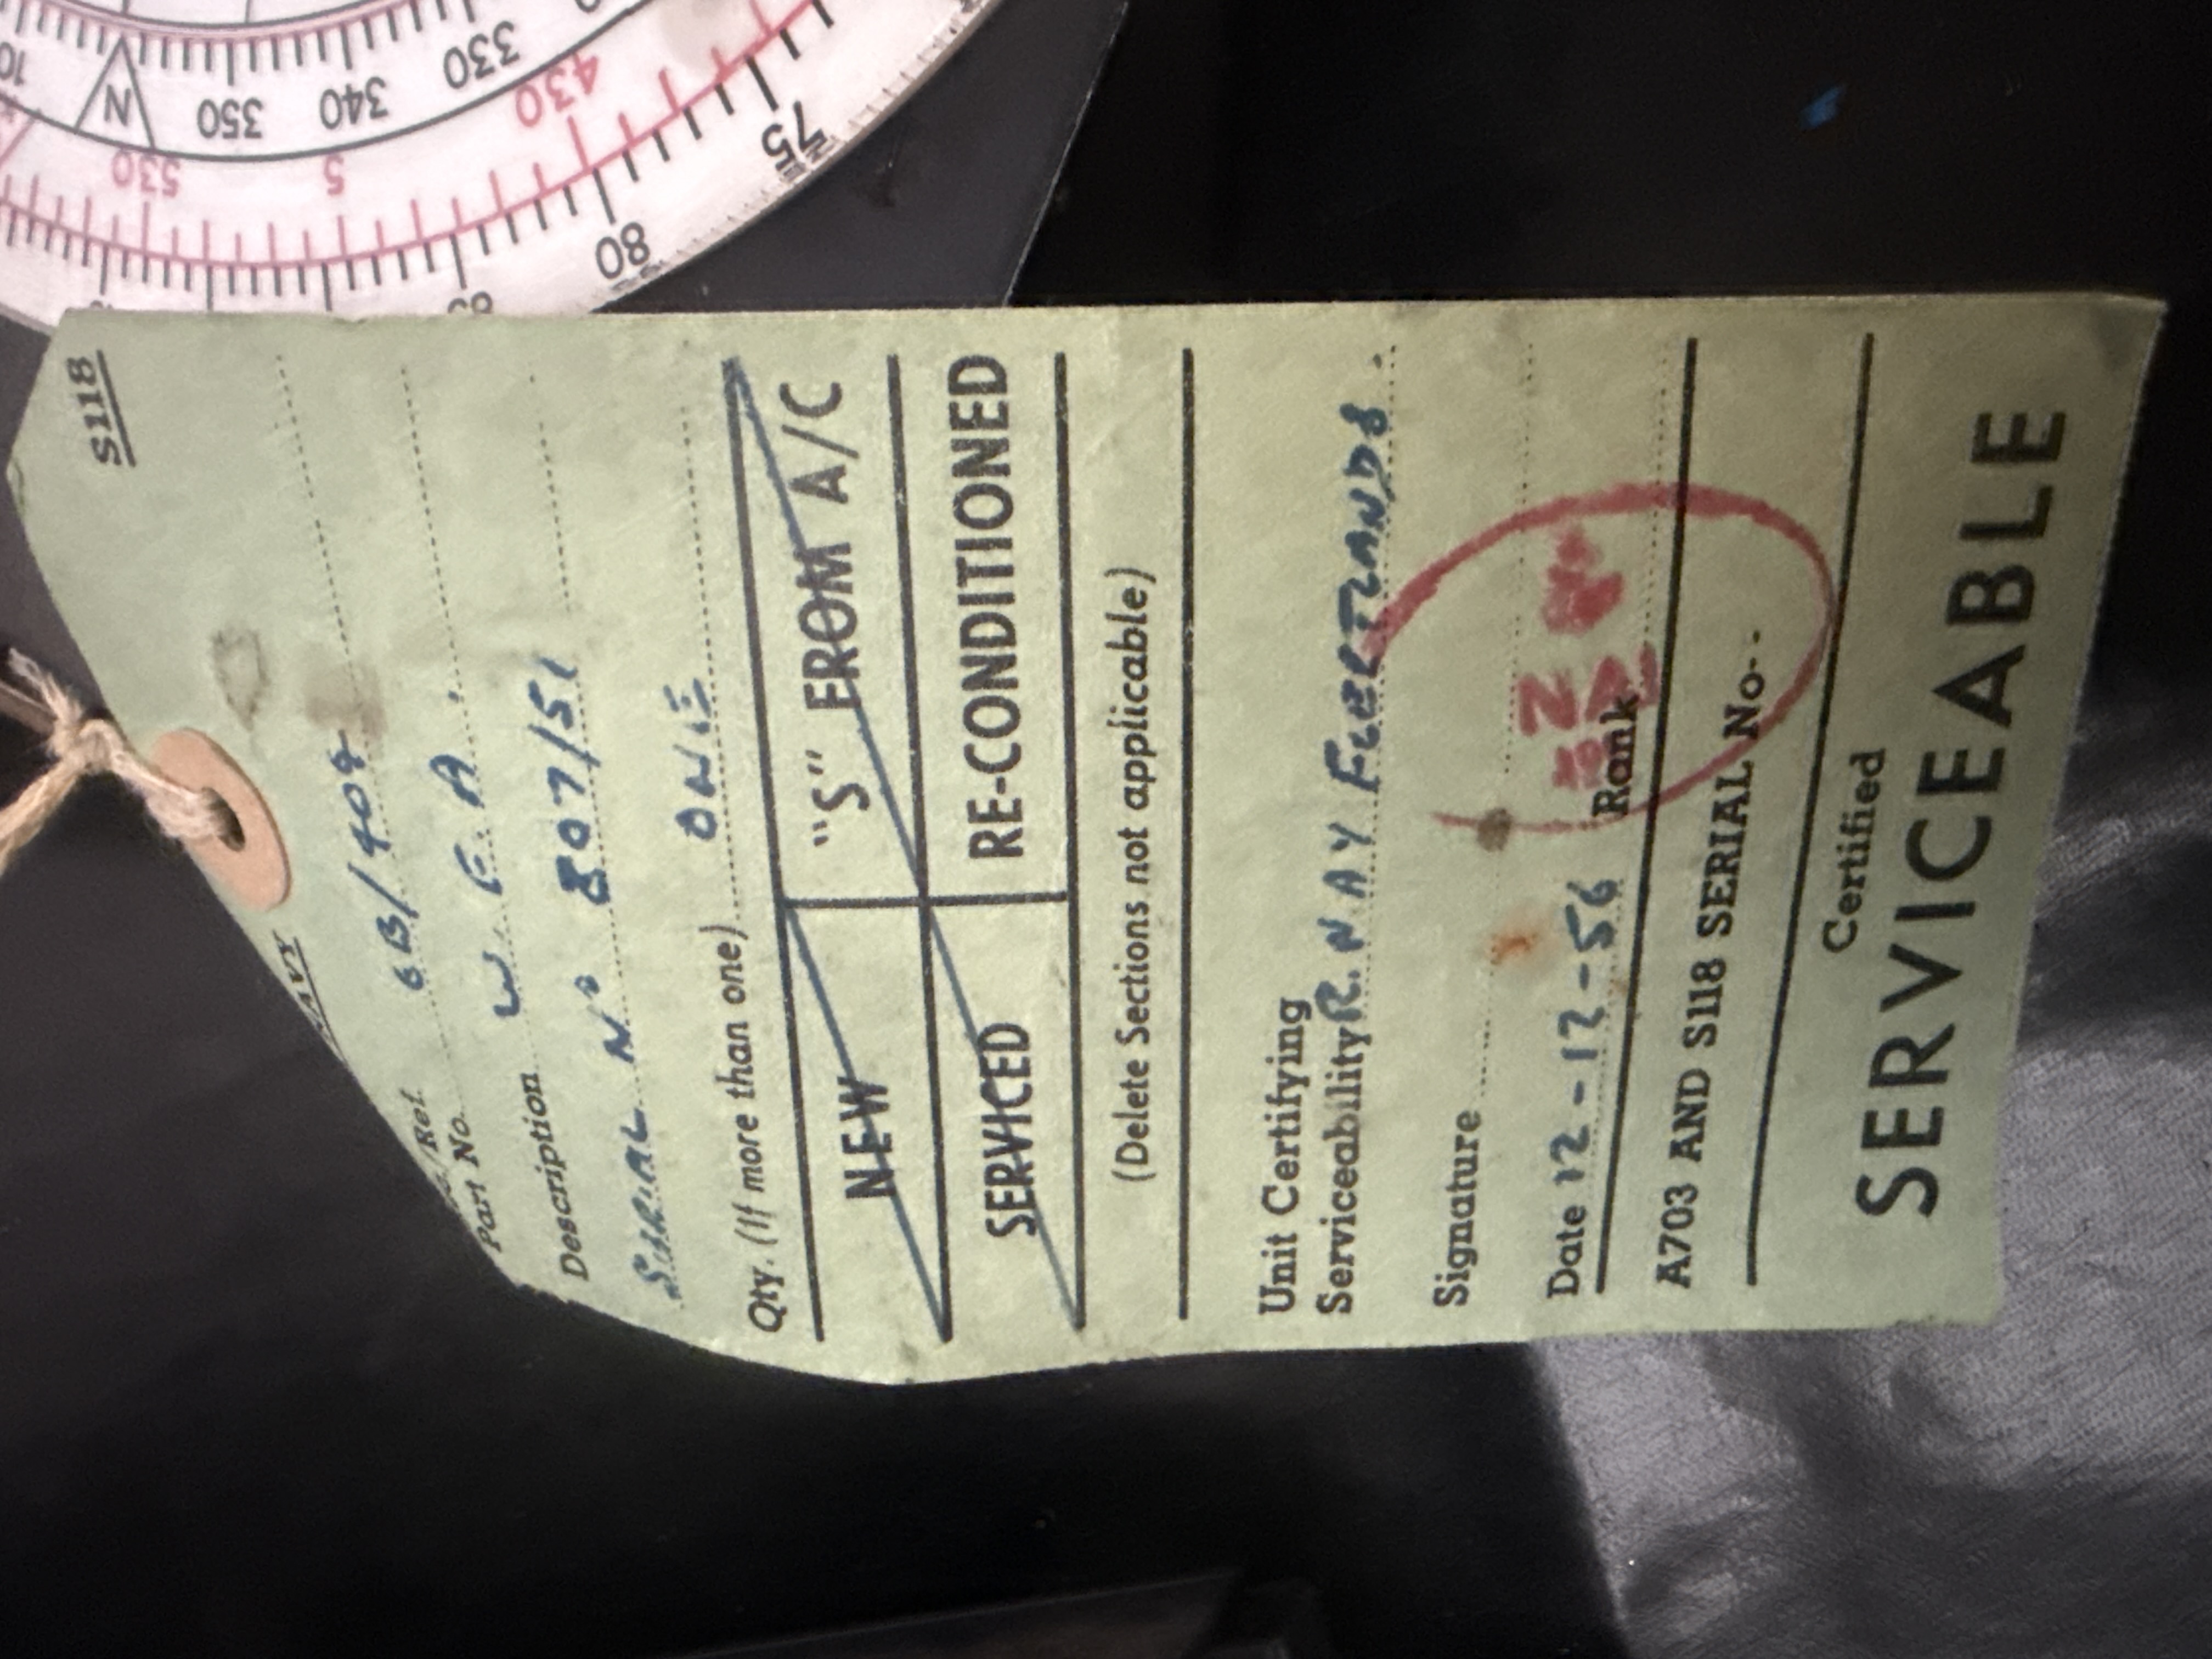 S118
Part No. 6B/409
Description W.E.A.
SERIAL Nº 807/51
Qty. (If more than one) ONE
NEW "S" FROM A/C
SERVICED RE-CONDITIONED
(Delete Sections not applicable)
Unit Certifying
Serviceability R.N AY FLEETLANDS.
Signature
Date 12-12-56 Rank
A703 AND S118 SERIAL No.
Certified
SERVICEABLE
10 N 350 340 330
530 5 430
80 75